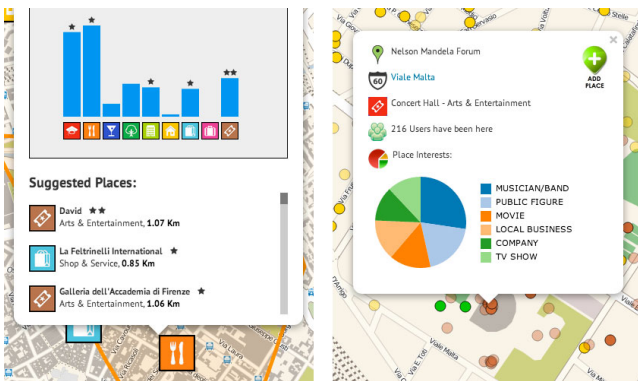 Suggested Places:
David ★★
Arts & Entertainment, 1.07 Km
La Feltrinelli International ★
Shop & Service, 0.85 Km
Galleria dell'Accademia di Firenze ★
Arts & Entertainment, 1.06 Km
Via Laura
Stelle
Nelson Mandela Forum
ADD
PLACE
60
Viale Malta
Concert Hall - Arts & Entertainment
216 Users have been here
Place Interests:
MUSICIAN/BAND
PUBLIC FIGURE
MOVIE
LOCAL BUSINESS
COMPANY
TV SHOW
Viale Malta